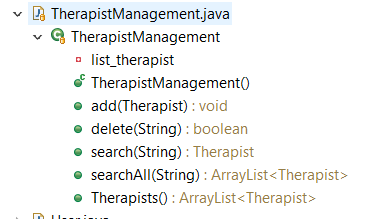 TherapistManagement.java
TherapistManagement
list_therapist
TherapistManagement()
add(Therapist) : void
delete(String) : boolean
search(String) : Therapist
searchAll(String) : ArrayList<Therapist>
Therapists() : ArrayList<Therapist>